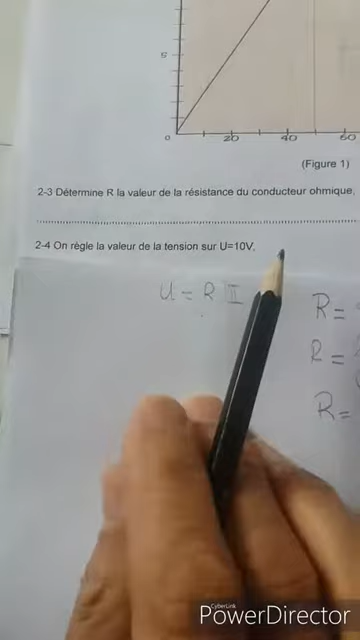 5
0 20 40 60
(Figure 1)
2-3 Détermine R la valeur de la résistance du conducteur ohmique.
2-4 On règle la valeur de la tension sur U=10V.
U = R I
R =
R =
R =
CyberLink
PowerDirector